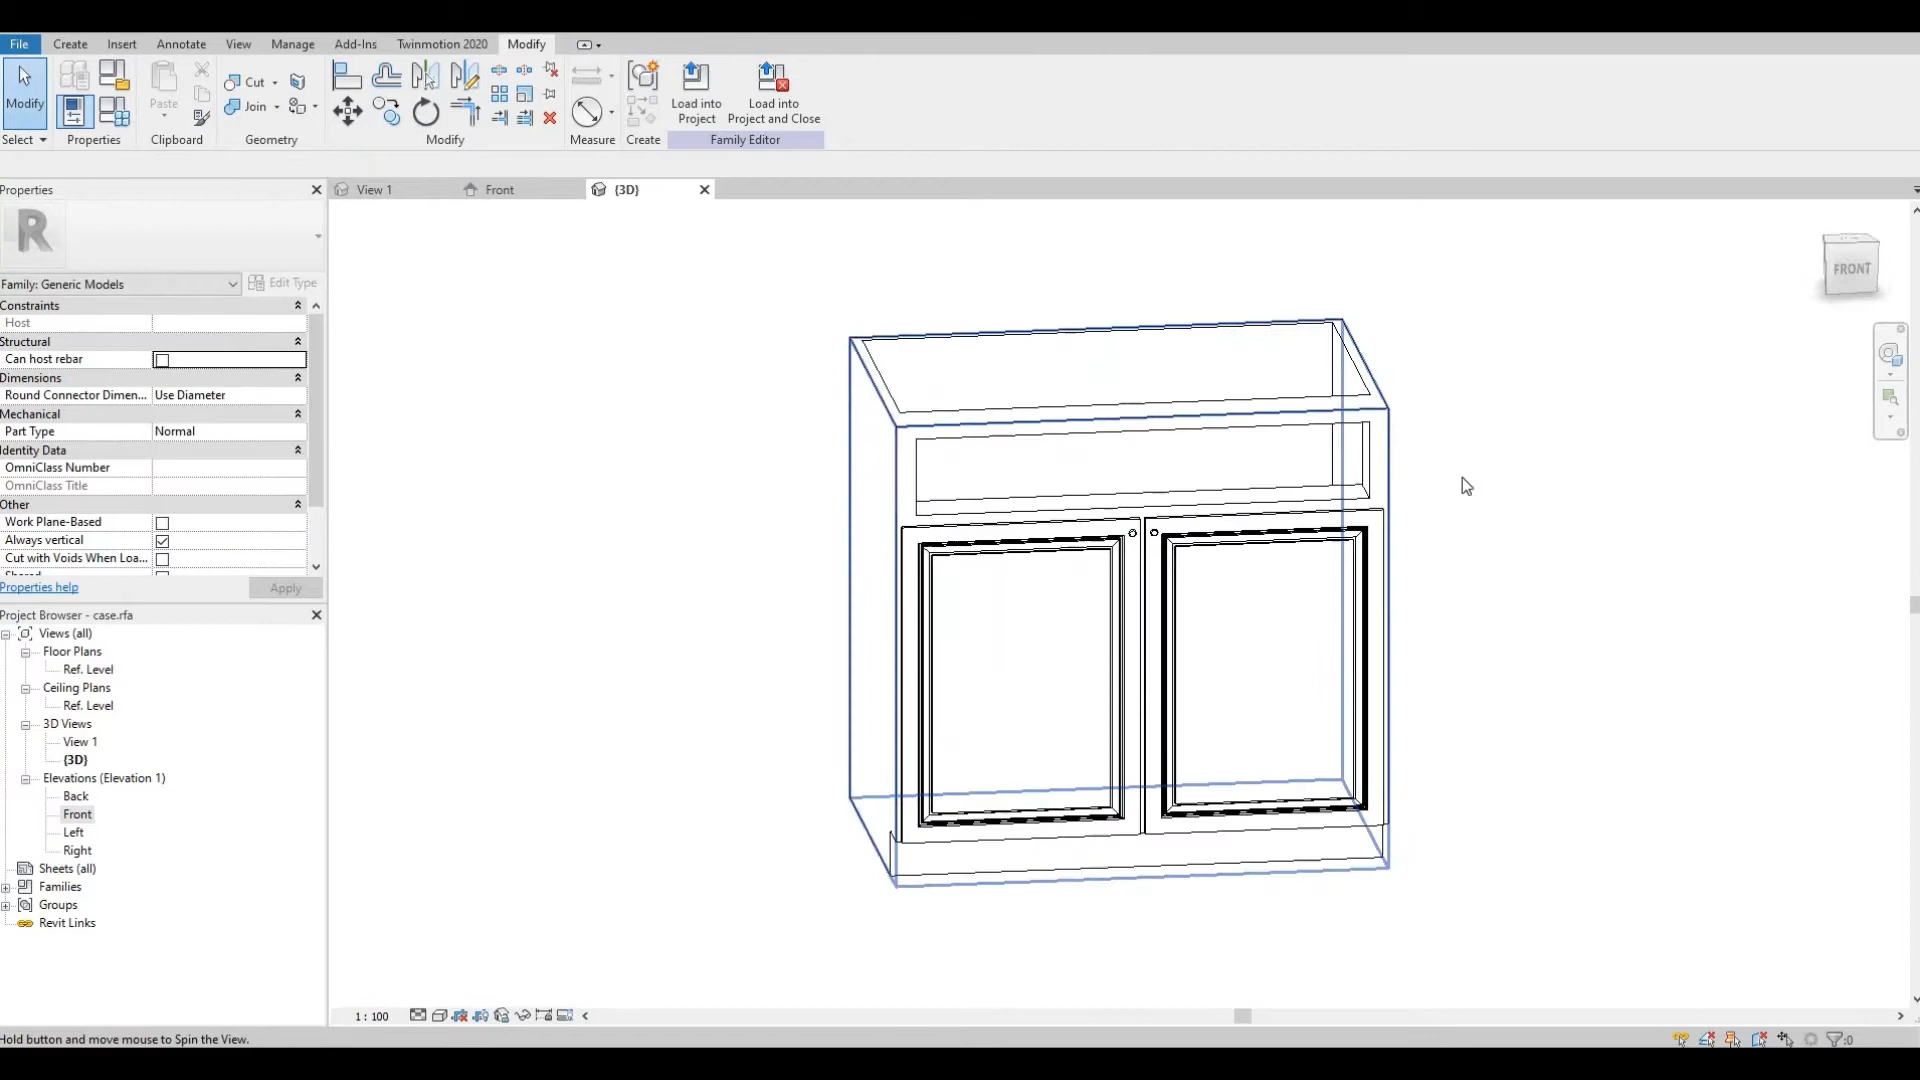 File Create Insert Annotate View Manage Add-Ins Twinmotion 2020 Modify
Modify
Select
Properties
Paste
Clipboard
Cut
Join
Geometry
Modify
Measure
Create
Load into
Project
Load into
Project and Close
Family Editor
Properties
View 1
Front
{3D}
R
Family: Generic Models
Edit Type
Constraints
Host
Structural
Can host rebar
Dimensions
Round Connector Dimen... Use Diameter
Mechanical
Part Type Normal
Identity Data
OmniClass Number
OmniClass Title
Other
Work Plane-Based
Always vertical
Cut with Voids When Loa...
Properties help
Apply
Project Browser - case.rfa
Views (all)
Floor Plans
Ref. Level
Ceiling Plans
Ref. Level
3D Views
View 1
{3D}
Elevations (Elevation 1)
Back
Front
Left
Right
Sheets (all)
Families
Groups
Revit Links
FRONT
1 : 100
Hold button and move mouse to Spin the View.
:0